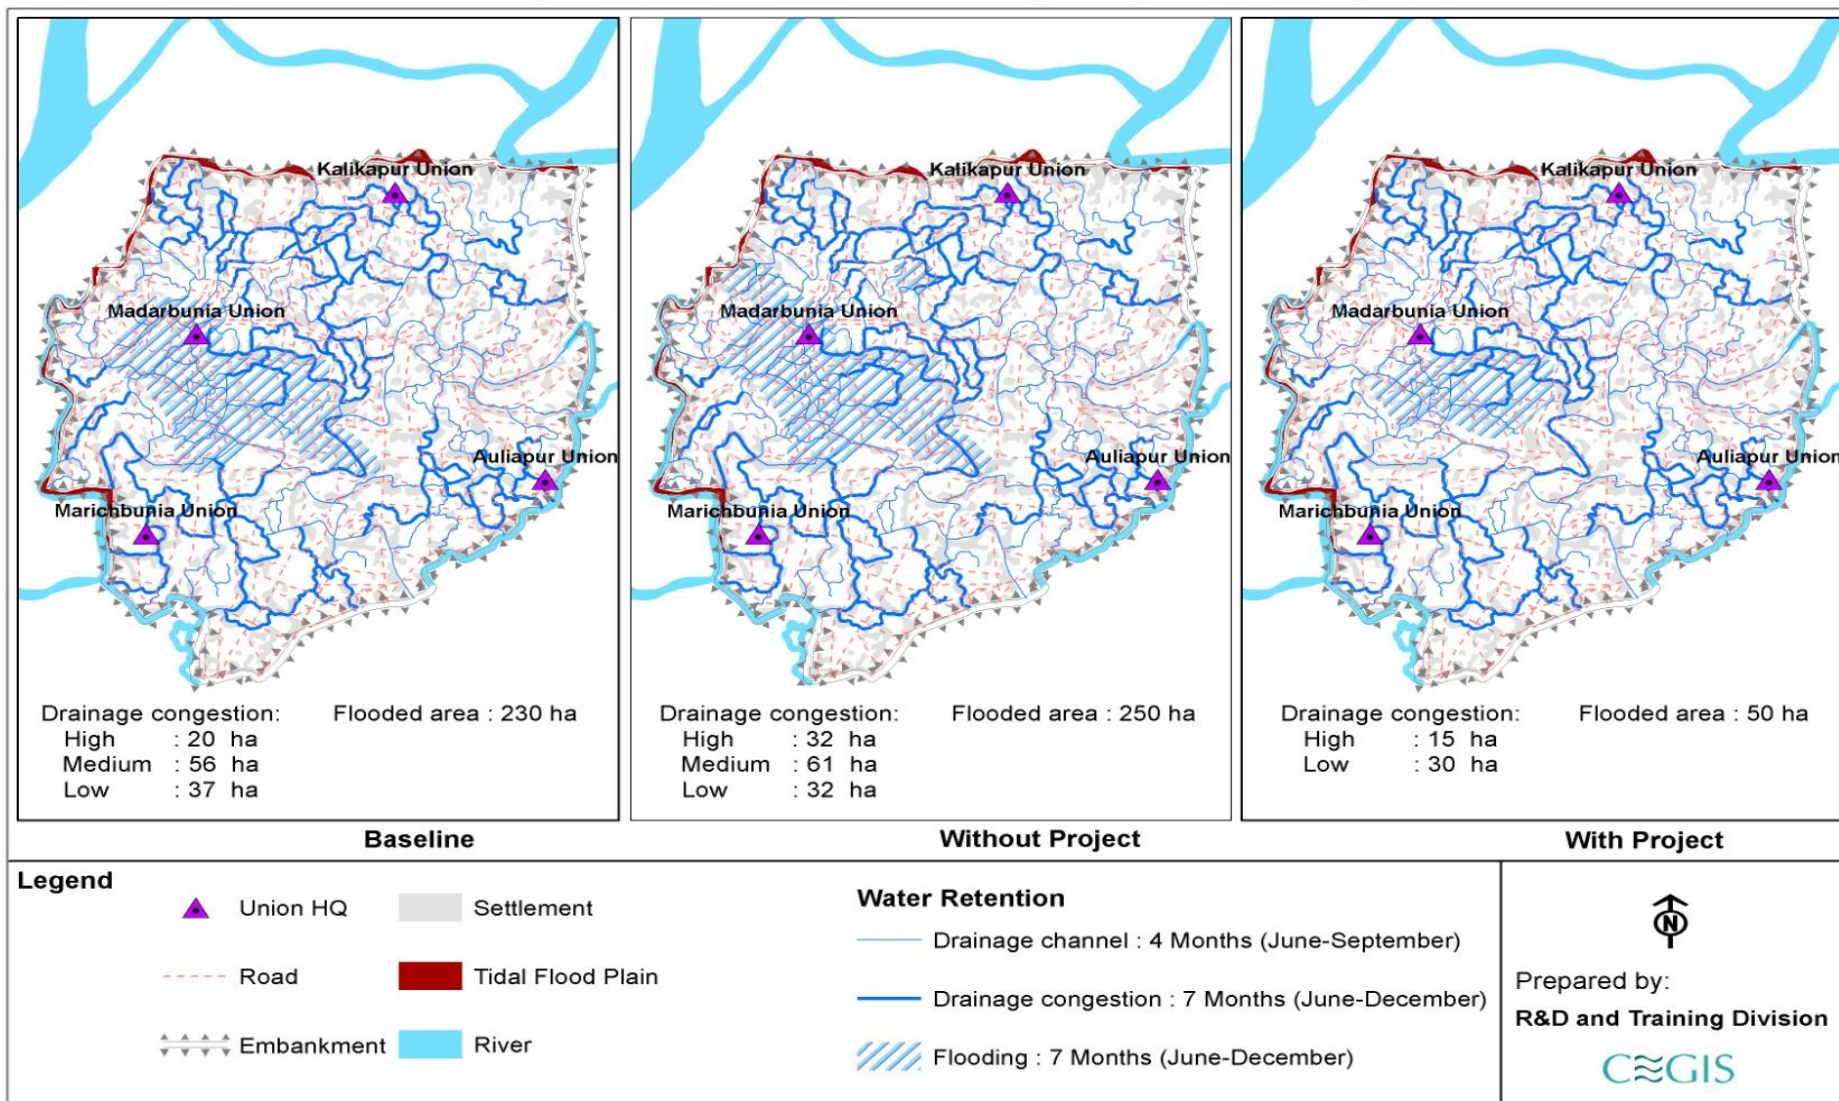 Kalikapur Union
Madarbunia Union
Auliapur Union
Marichbunia Union
Drainage congestion: Flooded area : 230 ha
High : 20 ha
Medium : 56 ha
Low : 37 ha
Baseline
Kalikapur Union
Madarbunia Union
Auliapur Union
Marichbunia Union
Drainage congestion: Flooded area : 250 ha
High : 32 ha
Medium : 61 ha
Low : 32 ha
Without Project
Kalikapur Union
Madarbunia Union
Auliapur Union
Marichbunia Union
Drainage congestion: Flooded area : 50 ha
High : 15 ha
Low : 30 ha
With Project
Legend
Union HQ
Road
Embankment
Settlement
Tidal Flood Plain
River
Water Retention
Drainage channel : 4 Months (June-September)
Drainage congestion : 7 Months (June-December)
Flooding : 7 Months (June-December)
N
Prepared by:
R&D and Training Division
CEGIS